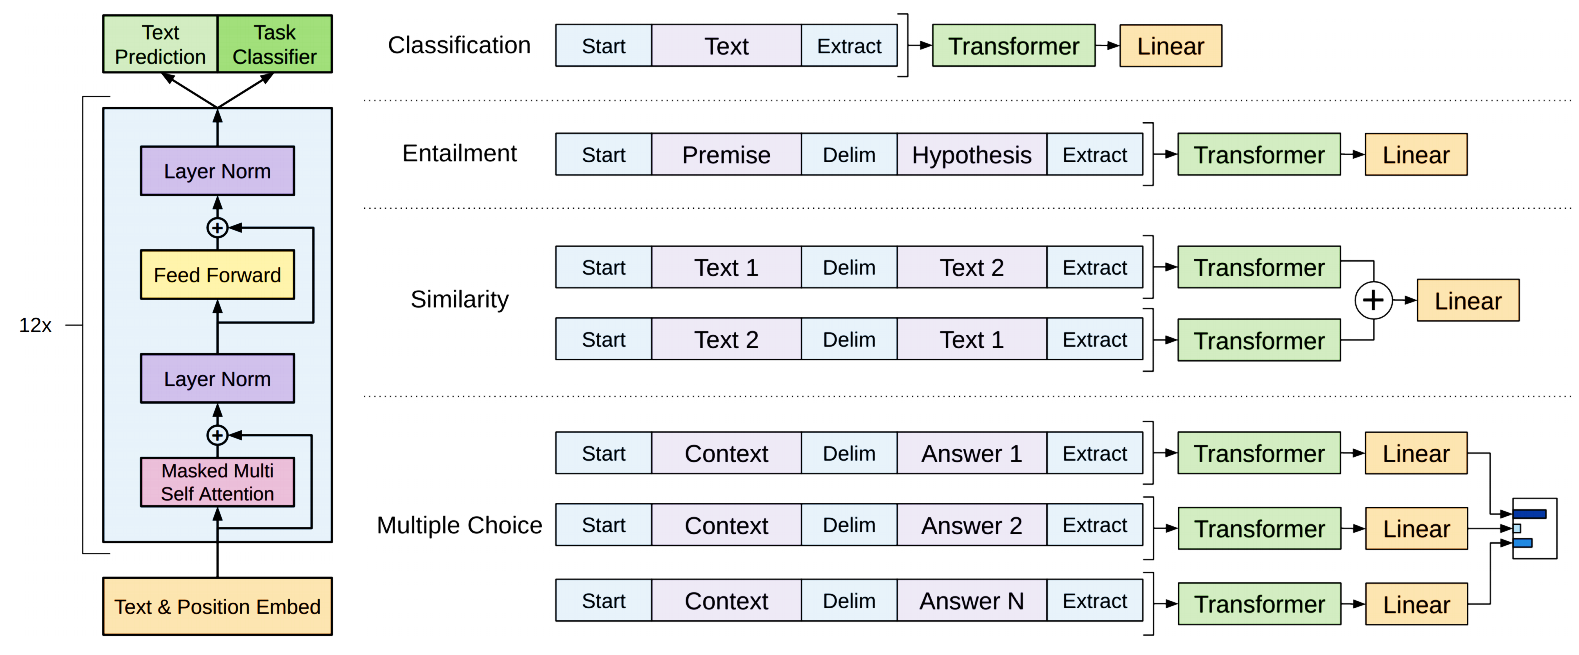 Text
Prediction
Task
Classifier
12x
Layer Norm
+
Feed Forward
Layer Norm
+
Masked Multi
Self Attention
Text & Position Embed
Classification
Start Text Extract Transformer Linear
Entailment
Start Premise Delim Hypothesis Extract Transformer Linear
Similarity
Start Text 1 Delim Text 2 Extract Transformer
+ Linear
Start Text 2 Delim Text 1 Extract Transformer
Multiple Choice
Start Context Delim Answer 1 Extract Transformer Linear
Start Context Delim Answer 2 Extract Transformer Linear
Start Context Delim Answer N Extract Transformer Linear